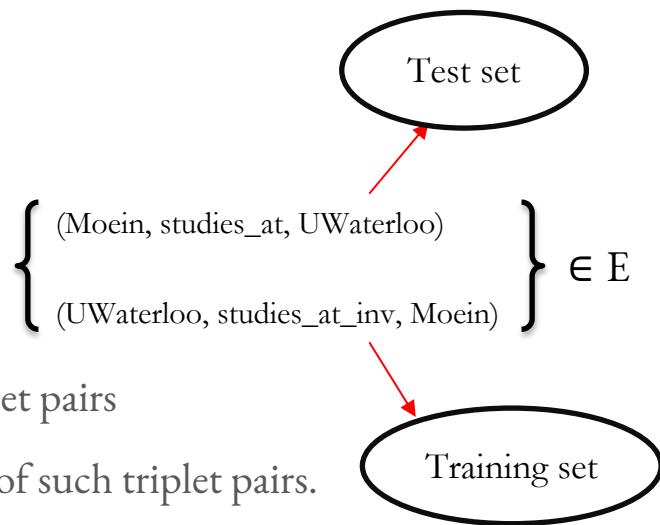 Test set
(Moein, studies_at, UWaterloo)
∈ E
(UWaterloo, studies_at_inv, Moein)
et pairs
of such triplet pairs.
Training set